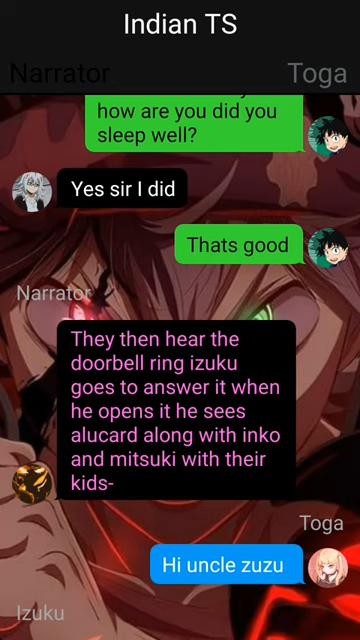 Indian TS
Narrator
Toga
how are you did you
sleep well?
Yes sir I did
Thats good
Narrator
They then hear the
doorbell ring izuku
goes to answer it when
he opens it he sees
alucard along with inko
and mitsuki with their
kids-
Toga
Hi uncle zuzu
Izuku